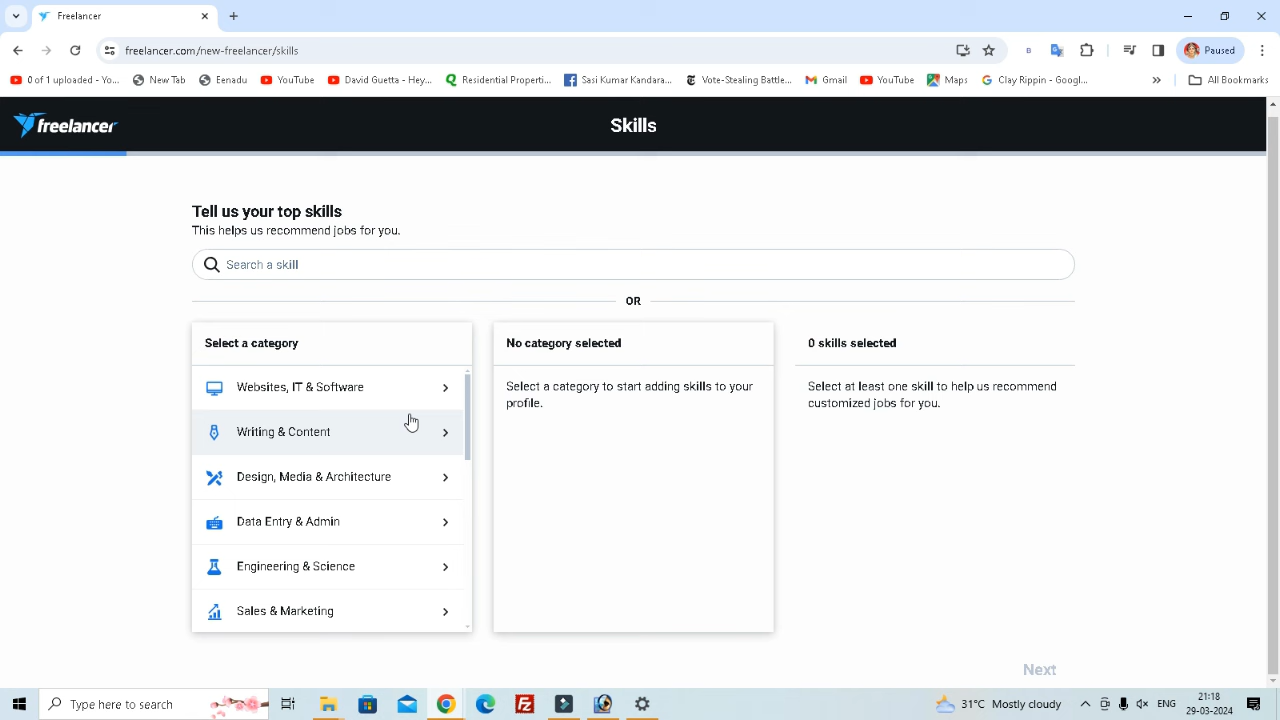 Freelancer
freelancer.com/new-freelancer/skills
Paused
0 of 1 uploaded - Yo...
New Tab
Eenadu
YouTube
David Guetta - Hey...
Residential Properti...
Sasi Kumar Kandara...
Vote-Stealing Battle...
Gmail
YouTube
Maps
Clay Rippin - Googl...
All Bookmarks
freelancer
Skills
Tell us your top skills
This helps us recommend jobs for you.
Search a skill
OR
Select a category
No category selected
0 skills selected
Websites, IT & Software
Writing & Content
Design, Media & Architecture
Data Entry & Admin
Engineering & Science
Sales & Marketing
Select a category to start adding skills to your
profile.
Select at least one skill to help us recommend
customized jobs for you.
Next
Type here to search
31°C Mostly cloudy
ENG
21:18
29-03-2024